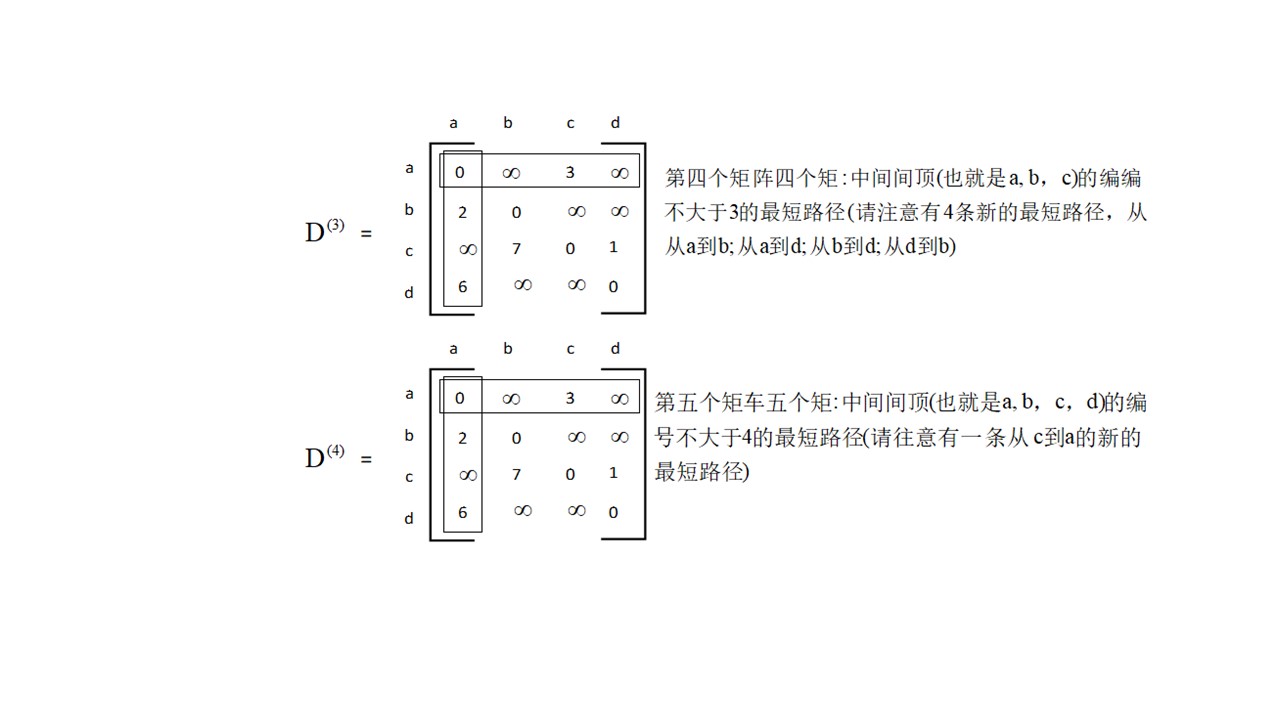 a b c d
a 0 ∞ 3 ∞
b 2 0 ∞ ∞
D(3) =
c ∞ 7 0 1
d 6 ∞ ∞ 0
第四个矩阵四个矩:中间间顶(也就是a, b，c)的编编
不大于3的最短路径(请注意有4条新的最短路径，从
从a到b;从a到d;从b到d;从d到b)
a b c d
a 0 ∞ 3 ∞
b 2 0 ∞ ∞
D(4) =
c ∞ 7 0 1
d 6 ∞ ∞ 0
第五个矩车五个矩:中间间顶(也就是a, b，c，d)的编
号不大于4的最短路径(请往意有一条从 c到a的新的
最短路径)